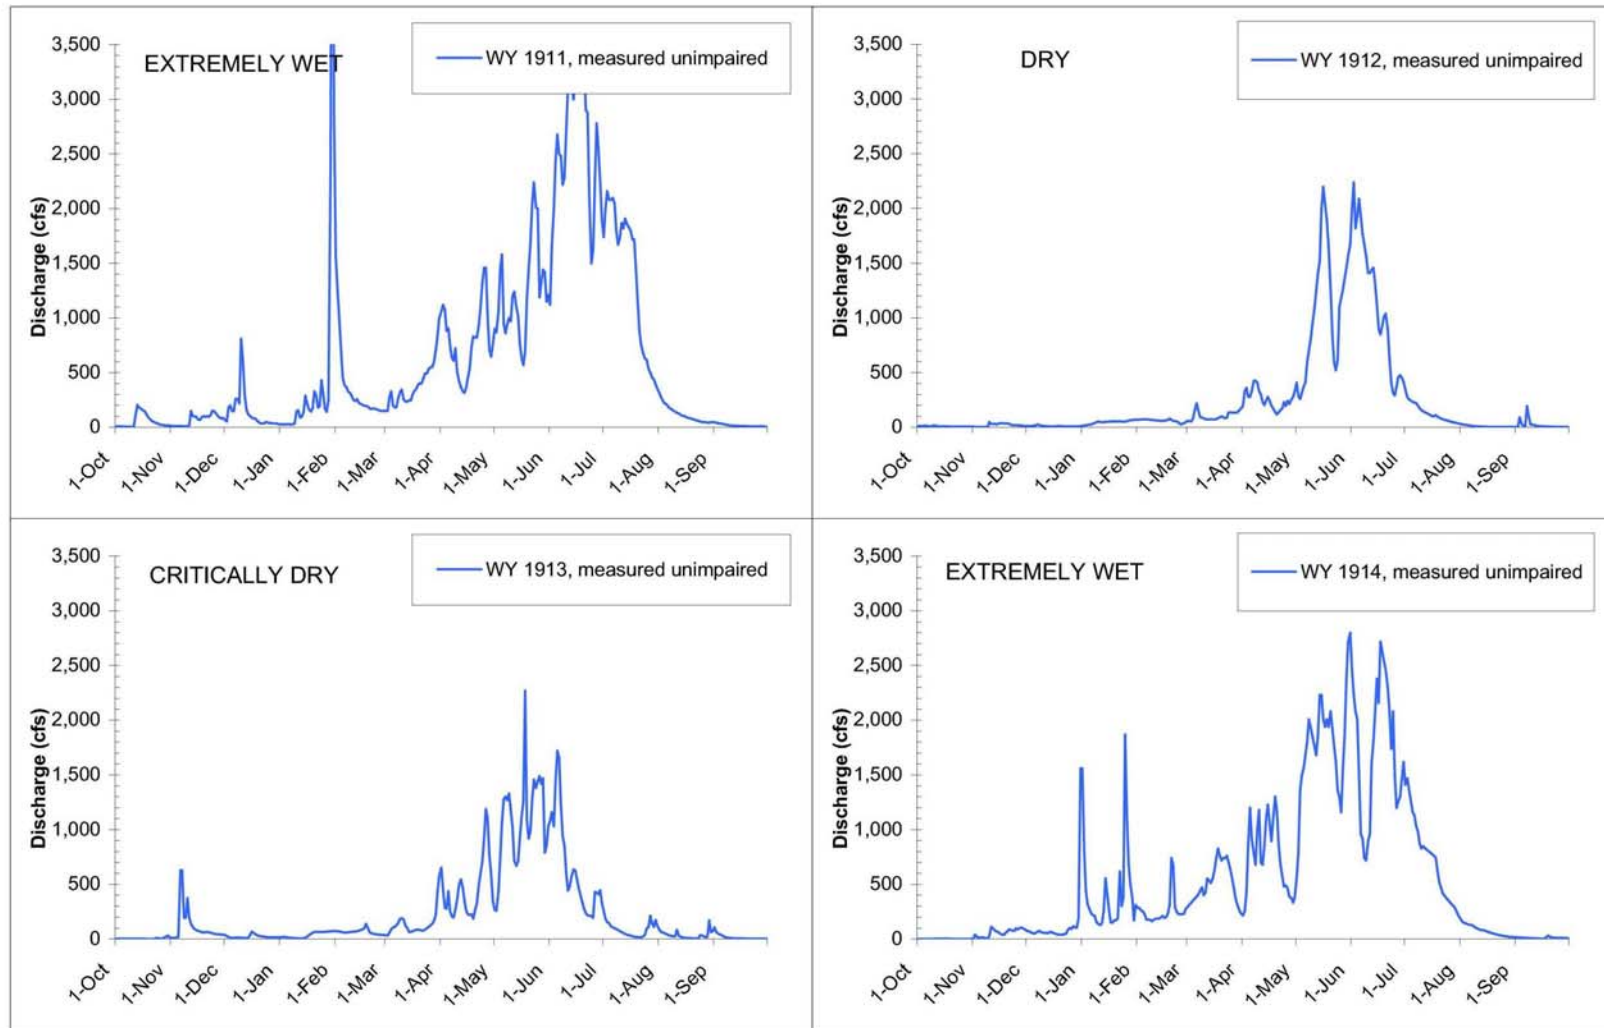 EXTREMELY WET
WY 1911, measured unimpaired
3,500
3,000
2,500
2,000
1,500
1,000
500
0
Discharge (cfs)
1-Oct
1-Nov
1-Dec
1-Jan
1-Feb
1-Mar
1-Apr
1-May
1-Jun
1-Jul
1-Aug
1-Sep
DRY
WY 1912, measured unimpaired
3,500
3,000
2,500
2,000
1,500
1,000
500
0
Discharge (cfs)
1-Oct
1-Nov
1-Dec
1-Jan
1-Feb
1-Mar
1-Apr
1-May
1-Jun
1-Jul
1-Aug
1-Sep
CRITICALLY DRY
WY 1913, measured unimpaired
3,500
3,000
2,500
2,000
1,500
1,000
500
0
Discharge (cfs)
1-Oct
1-Nov
1-Dec
1-Jan
1-Feb
1-Mar
1-Apr
1-May
1-Jun
1-Jul
1-Aug
1-Sep
EXTREMELY WET
WY 1914, measured unimpaired
3,500
3,000
2,500
2,000
1,500
1,000
500
0
Discharge (cfs)
1-Oct
1-Nov
1-Dec
1-Jan
1-Feb
1-Mar
1-Apr
1-May
1-Jun
1-Jul
1-Aug
1-Sep